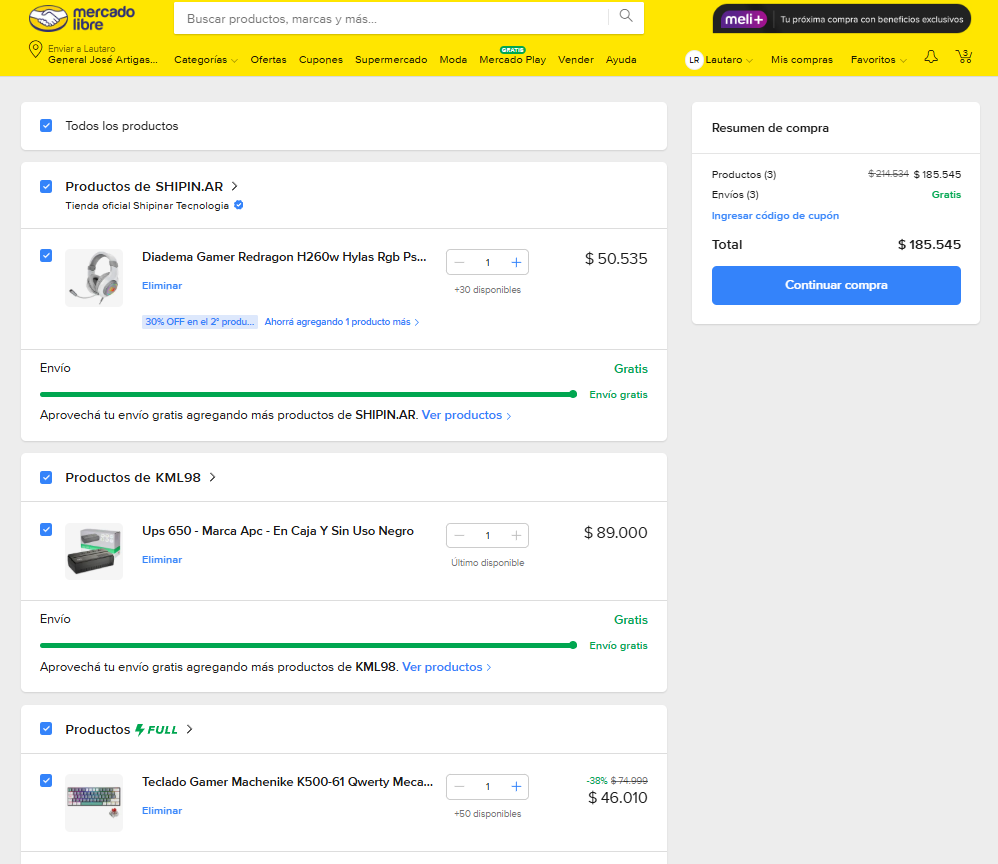 mercado
libre
Buscar productos, marcas y más...
meli+ Tu próxima compra con beneficios exclusivos
Enviar a Lautaro
General José Artigas...
Categorías Ofertas Cupones Supermercado Moda Mercado Play Vender Ayuda
GRATIS
LR Lautaro Mis compras Favoritos 3
Todos los productos
Productos de SHIPIN.AR
Tienda oficial Shipinar Tecnologia
Diadema Gamer Redragon H260w Hylas Rgb Ps...
Eliminar
1
+30 disponibles
$ 50.535
30% OFF en el 2° produ... Ahorrá agregando 1 producto más
Envío Gratis
Envío gratis
Aprovechá tu envío gratis agregando más productos de SHIPIN.AR. Ver productos
Productos de KML98
Ups 650 - Marca Apc - En Caja Y Sin Uso Negro
Eliminar
1
Último disponible
$ 89.000
Envío Gratis
Envío gratis
Aprovechá tu envío gratis agregando más productos de KML98. Ver productos
Productos FULL
Teclado Gamer Machenike K500-61 Qwerty Meca...
Eliminar
1
+50 disponibles
-38% $ 74.999
$ 46.010
Resumen de compra
Productos (3) $ 214.534 $ 185.545
Envíos (3) Gratis
Ingresar código de cupón
Total $ 185.545
Continuar compra